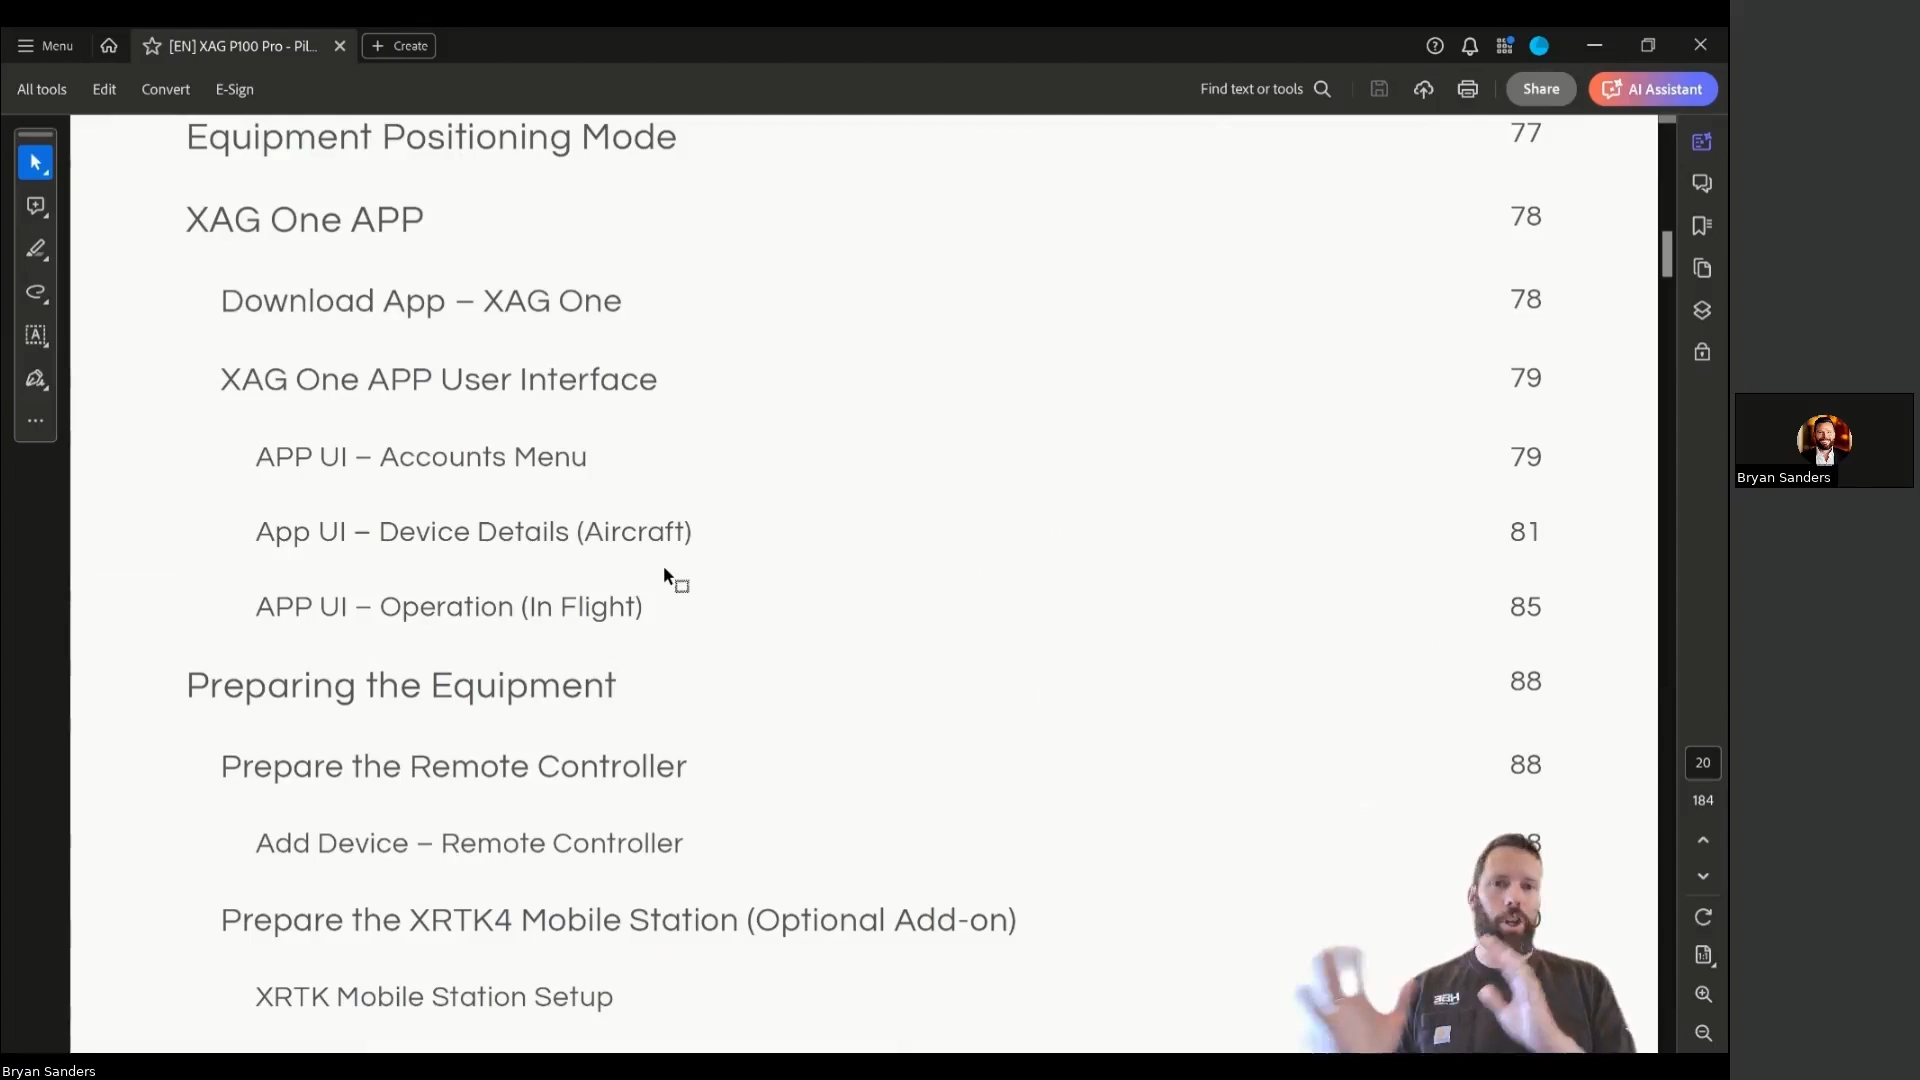 Menu
[EN] XAG P100 Pro - Pil...
Create
All tools
Edit
Convert
E-Sign
Find text or tools
Share
AI Assistant
Equipment Positioning Mode 77
XAG One APP 78
Download App – XAG One 78
XAG One APP User Interface 79
APP UI – Accounts Menu 79
App UI – Device Details (Aircraft) 81
APP UI – Operation (In Flight) 85
Preparing the Equipment 88
Prepare the Remote Controller 88
Add Device – Remote Controller
Prepare the XRTK4 Mobile Station (Optional Add-on)
XRTK Mobile Station Setup
20
184
Bryan Sanders
Bryan Sanders